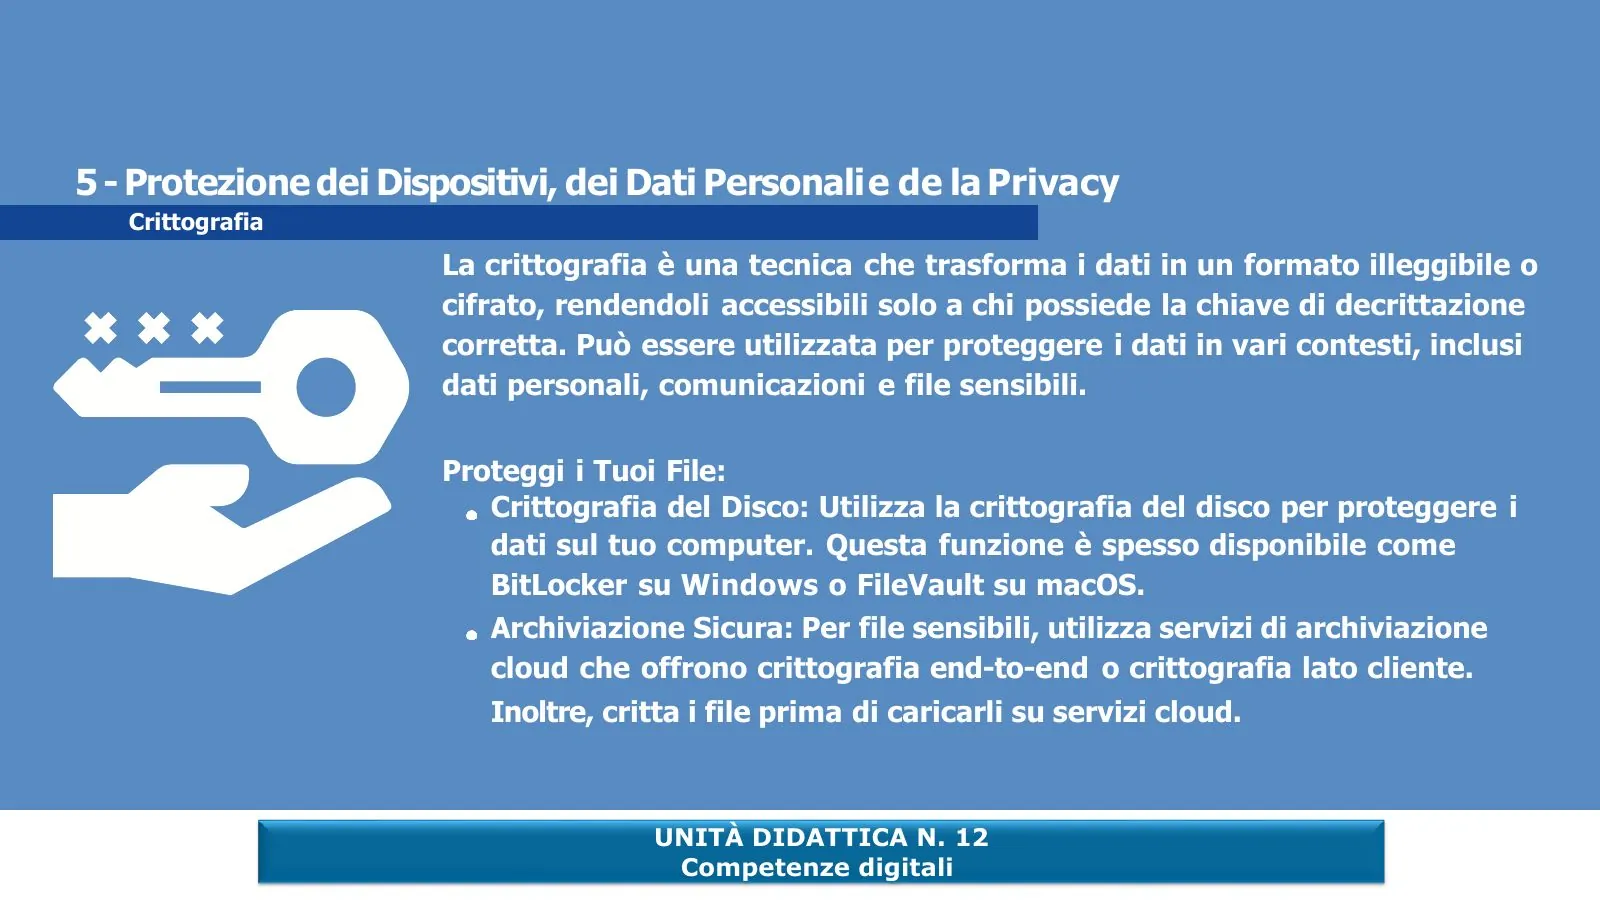 5 - Protezione dei Dispositivi, dei Dati Personali e de la Privacy
Crittografia
La crittografia è una tecnica che trasforma i dati in un formato illeggibile o
cifrato, rendendoli accessibili solo a chi possiede la chiave di decrittazione
corretta. Può essere utilizzata per proteggere i dati in vari contesti, inclusi
dati personali, comunicazioni e file sensibili.
Proteggi i Tuoi File:
• Crittografia del Disco: Utilizza la crittografia del disco per proteggere i
dati sul tuo computer. Questa funzione è spesso disponibile come
BitLocker su Windows o FileVault su macOS.
• Archiviazione Sicura: Per file sensibili, utilizza servizi di archiviazione
cloud che offrono crittografia end-to-end o crittografia lato cliente.
Inoltre, critta i file prima di caricarli su servizi cloud.
UNITÀ DIDATTICA N. 12
Competenze digitali